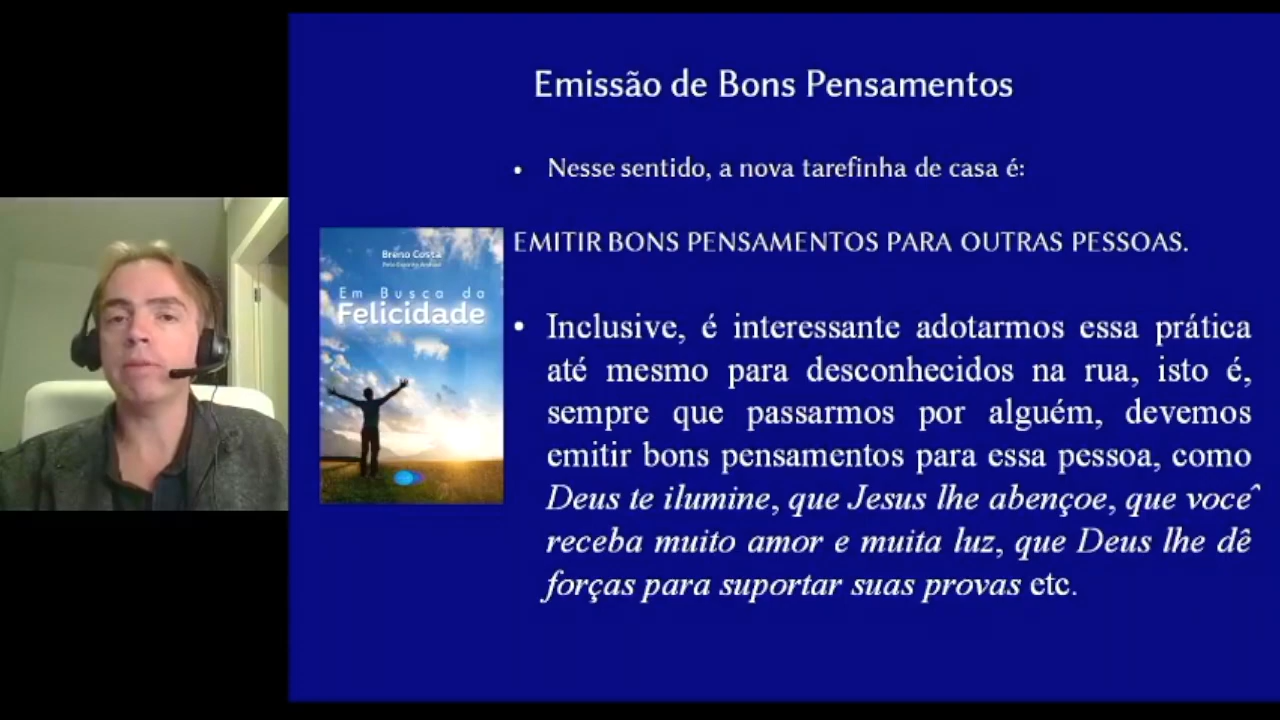 Emissão de Bons Pensamentos
• Nesse sentido, a nova tarefinha de casa é:
EMITIR BONS PENSAMENTOS PARA OUTRAS PESSOAS.
Breno Costa
Em Busca da
Felicidade
• Inclusive, é interessante adotarmos essa prática
até mesmo para desconhecidos na rua, isto é,
sempre que passarmos por alguém, devemos
emitir bons pensamentos para essa pessoa, como
Deus te ilumine, que Jesus lhe abençoe, que você
receba muito amor e muita luz, que Deus lhe dê
forças para suportar suas provas etc.